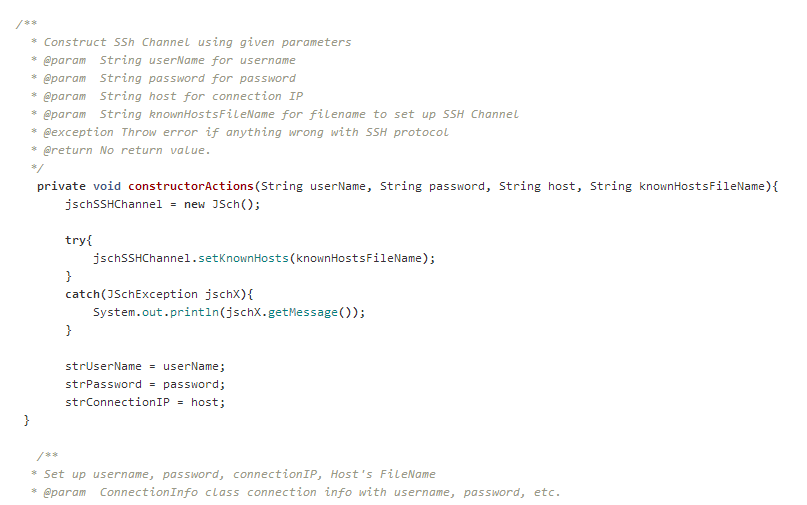 /**
 * Construct SSh Channel using given parameters
 * @param  String userName for username
 * @param  String password for password
 * @param  String host for connection IP
 * @param  String knownHostsFileName for filename to set up SSH Channel
 * @exception Throw error if anything wrong with SSH protocol
 * @return No return value.
 */
private void constructorActions(String userName, String password, String host, String knownHostsFileName){
    jschSSHChannel = new JSch();
    try{
        jschSSHChannel.setKnownHosts(knownHostsFileName);
    }
    catch(JSchException jschX){
        System.out.println(jschX.getMessage());
    }
    strUserName = userName;
    strPassword = password;
    strConnectionIP = host;
}
/**
 * Set up username, password, connectionIP, Host's FileName
 * @param  ConnectionInfo class connection info with username, password, etc.